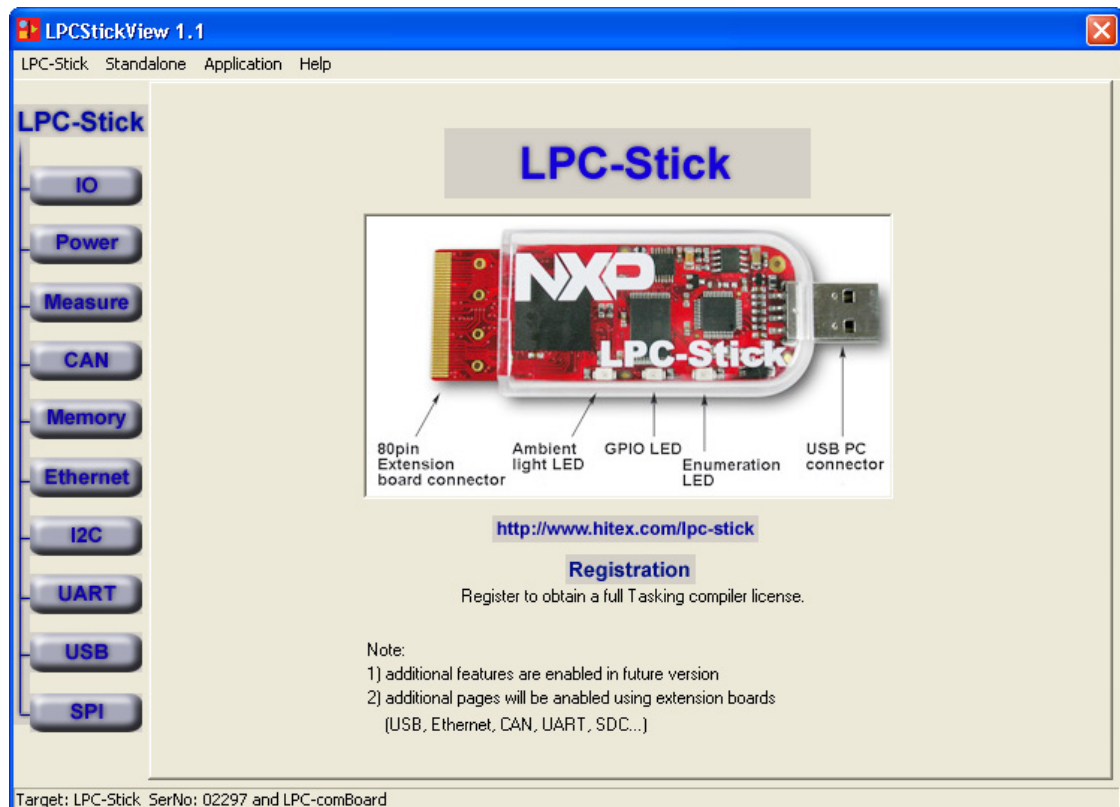 LPCStickView 1.1
LPC-Stick Standalone Application Help
LPC-Stick
IO
Power
Measure
CAN
Memory
Ethernet
I2C
UART
USB
SPI
LPC-Stick
NXP
LPC-Stick
80pin
Extension
board connector
Ambient
light LED
GPIO LED
Enumeration
LED
USB PC
connector
http://www.hitex.com/lpc-stick
Registration
Register to obtain a full Tasking compiler license.
Note:
1) additional features are enabled in future version
2) additional pages will be anabled using extension boards
(USB, Ethernet, CAN, UART, SDC...)
Target: LPC-Stick SerNo: 02297 and LPC-comBoard